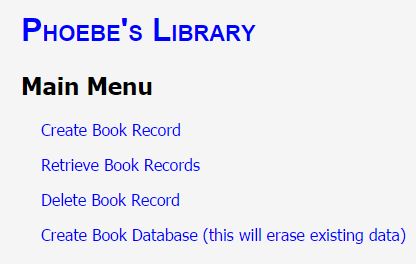 Phoebe's Library
Main Menu
Create Book Record
Retrieve Book Records
Delete Book Record
Create Book Database (this will erase existing data)